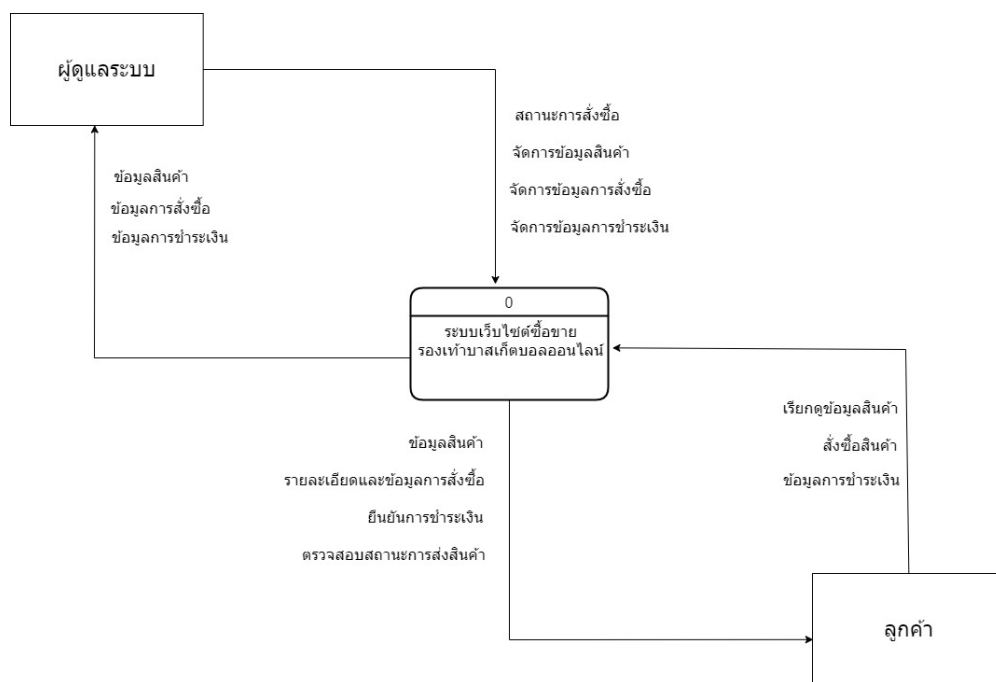 ผู้ดูแลระบบ
สถานะการสั่งซื้อ
จัดการข้อมูลสินค้า
จัดการข้อมูลการสั่งซื้อ
จัดการข้อมูลการชำระเงิน
ข้อมูลสินค้า
ข้อมูลการสั่งซื้อ
ข้อมูลการชำระเงิน
0
ระบบเว็บไซต์ซื้อขาย
รองเท้าบาสเก็ตบอลออนไลน์
ข้อมูลสินค้า
รายละเอียดและข้อมูลการสั่งซื้อ
ยืนยันการชำระเงิน
ตรวจสอบสถานะการส่งสินค้า
เรียกดูข้อมูลสินค้า
สั่งซื้อสินค้า
ข้อมูลการชำระเงิน
ลูกค้า